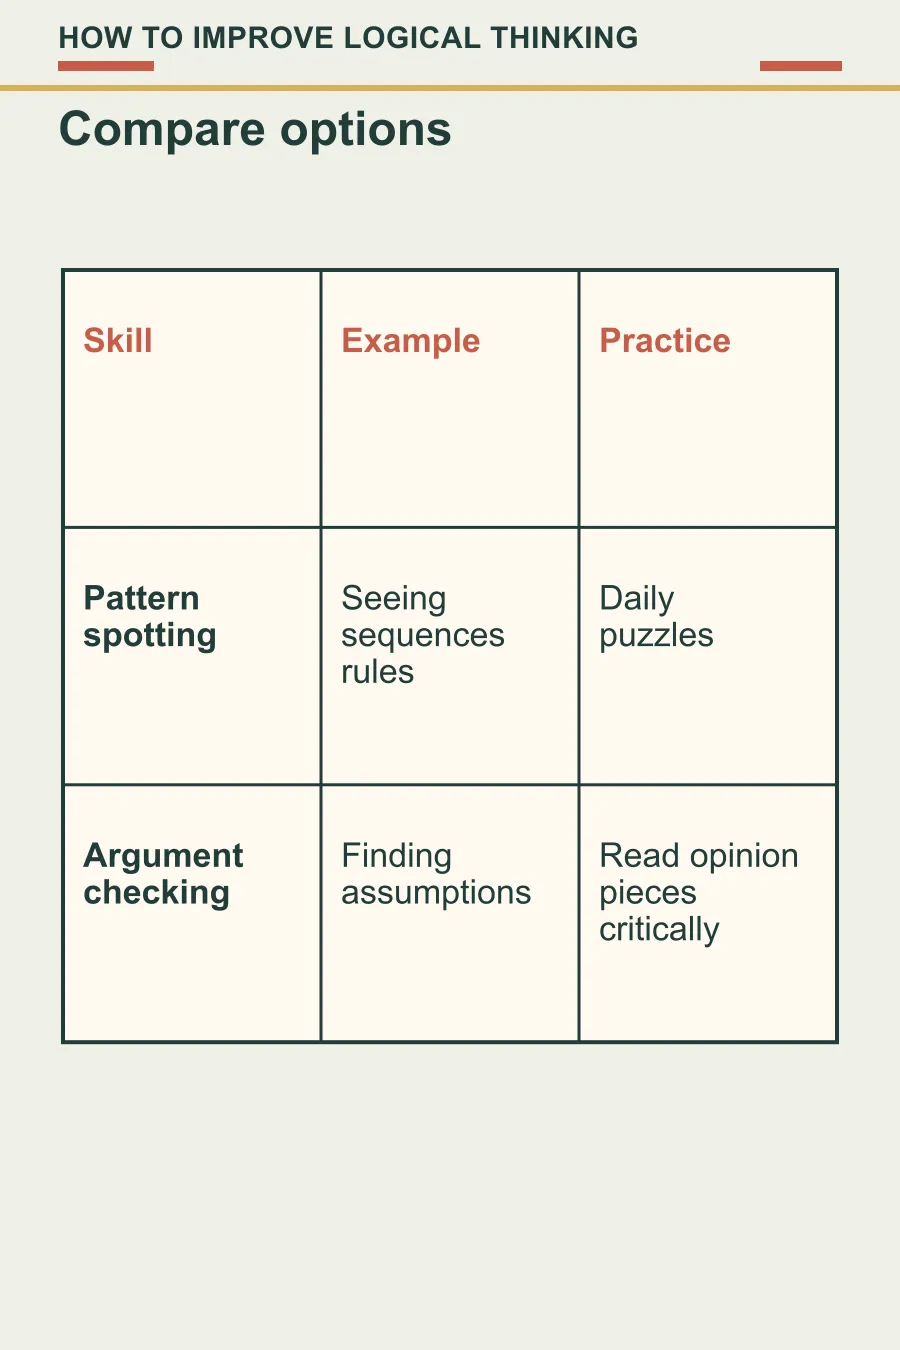 HOW TO IMPROVE LOGICAL THINKING
Compare options
Skill
Example
Practice
Pattern
spotting
Seeing
sequences
rules
Daily
puzzles
Argument
checking
Finding
assumptions
Read opinion
pieces
critically